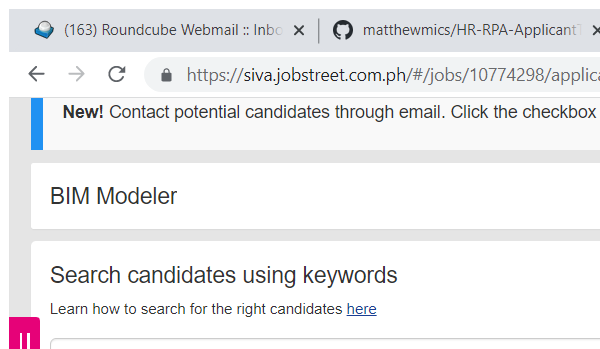 (163) Roundcube Webmail :: Inbo
matthewmics/HR-RPA-ApplicantT
https://siva.jobstreet.com.ph/#/jobs/10774298/applica
New! Contact potential candidates through email. Click the checkbox
BIM Modeler
Search candidates using keywords
Learn how to search for the right candidates here